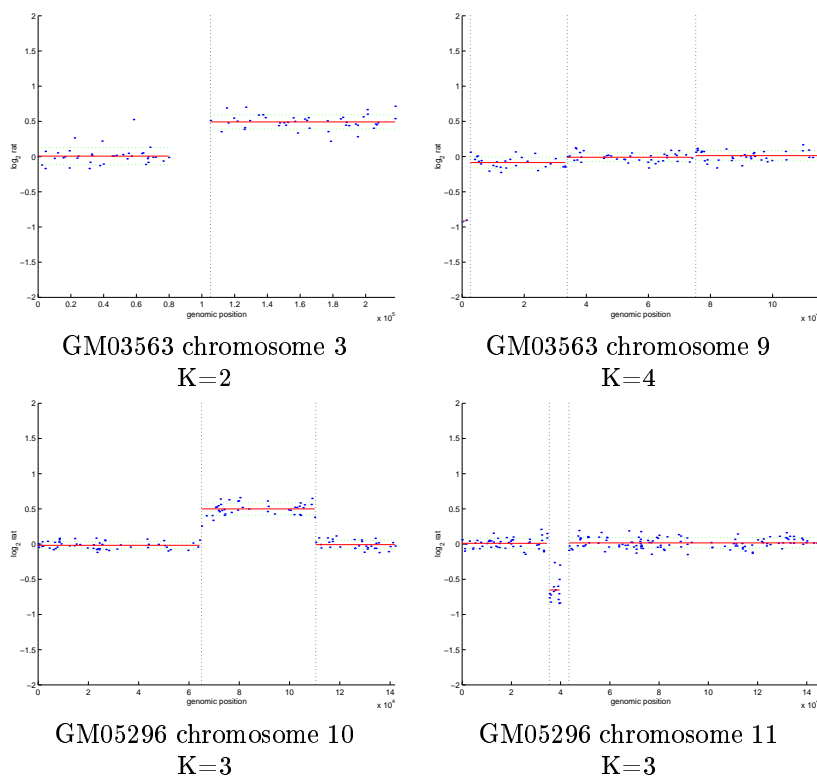 2
1.5
1
0.5
0
−0.5
−1
−1.5
−2
log2 rat
0 0.2 0.4 0.6 0.8 1 1.2 1.4 1.6 1.8 2
genomic position
x 10^5
GM03563 chromosome 3
K=2
2
1.5
1
0.5
0
−0.5
−1
−1.5
−2
log2 rat
0 2 4 6 8 10
genomic position
GM03563 chromosome 9
K=4
2
1.5
1
0.5
0
−0.5
−1
−1.5
−2
log2 rat
0 2 4 6 8 10 12 14
genomic position
x 10^4
GM05296 chromosome 10
K=3
2
1.5
1
0.5
0
−0.5
−1
−1.5
−2
log2 rat
0 2 4 6 8 10 12 14
genomic position
GM05296 chromosome 11
K=3